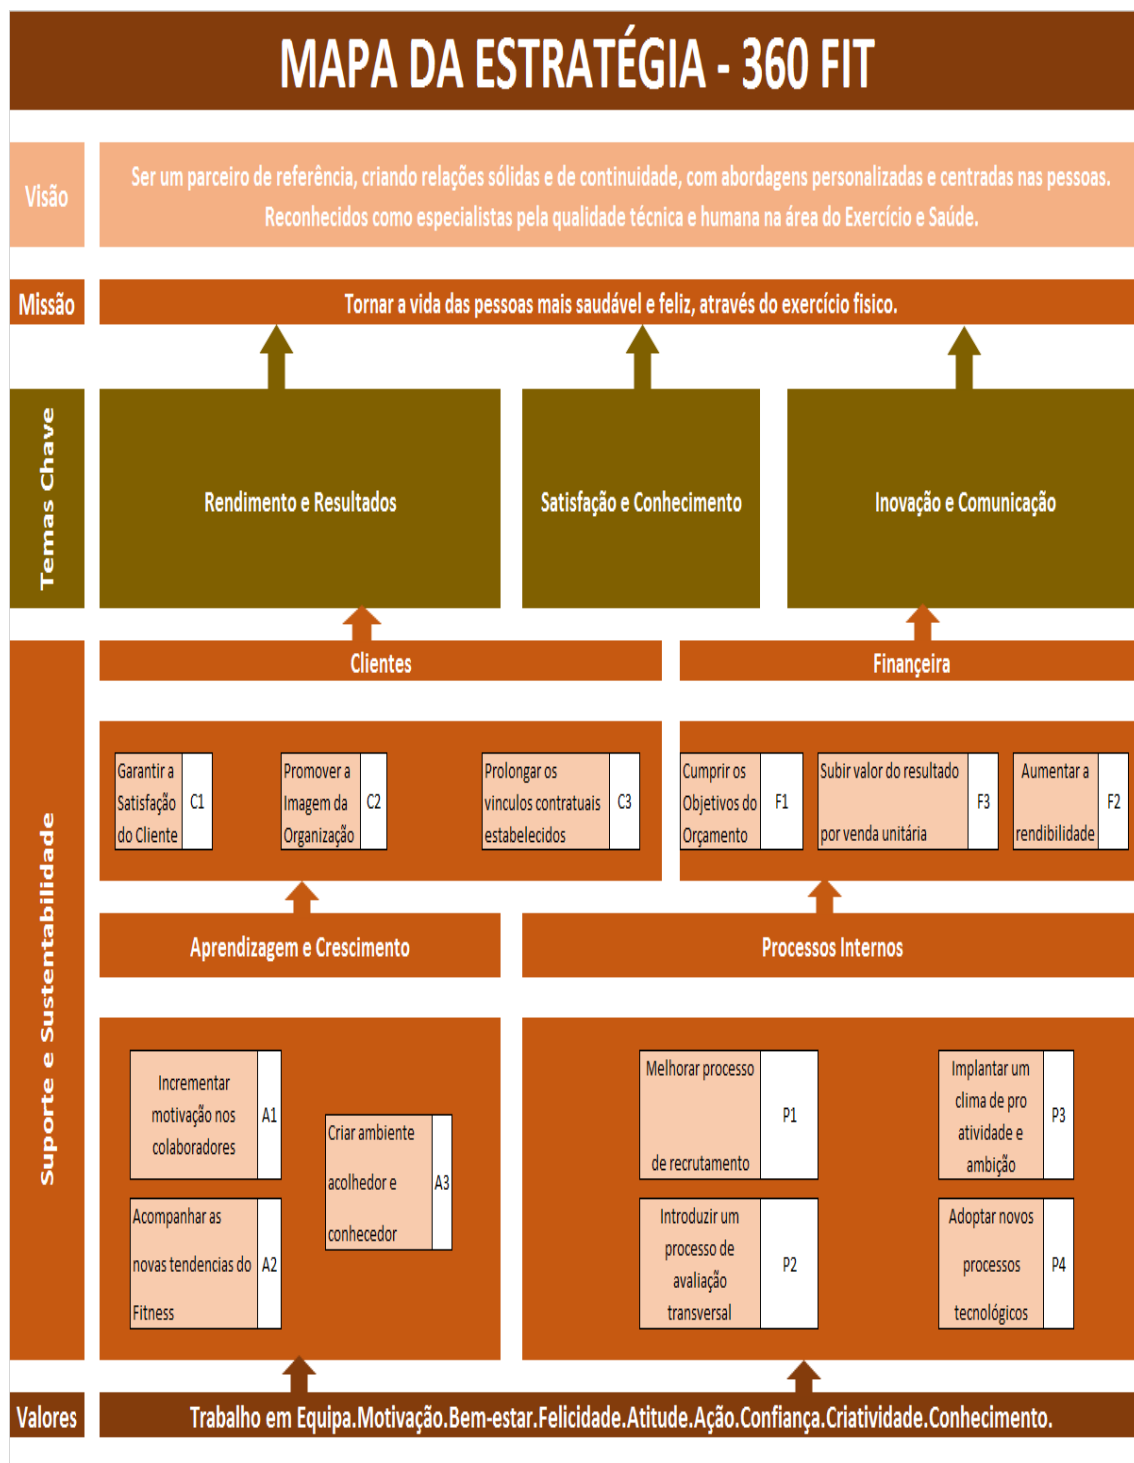 MAPA DA ESTRATÉGIA - 360 FIT
Visão
Ser um parceiro de referência, criando relações sólidas e de continuidade, com abordagens personalizadas e centradas nas pessoas.
Reconhecidos como especialistas pela qualidade técnica e humana na área do Exercício e Saúde.
Missão
Tornar a vida das pessoas mais saudável e feliz, através do exercício fisico.
Temas Chave
Rendimento e Resultados
Satisfação e Conhecimento
Inovação e Comunicação
Suporte e Sustentabilidade
Clientes
Finançeira
Garantir a
Satisfação
do Cliente
C1
Promover a
Imagem da
Organização
C2
Prolongar os
vinculos contratuais
estabelecidos
C3
Cumprir os
Objetivos do
Orçamento
F1
Subir valor do resultado
por venda unitária
F3
Aumentar a
rendibilidade
F2
Aprendizagem e Crescimento
Processos Internos
Incrementar
motivação nos
colaboradores
A1
Criar ambiente
acolhedor e
conhecedor
A3
Acompanhar as
novas tendencias do
Fitness
A2
Melhorar processo
de recrutamento
P1
Implantar um
clima de pro
atividade e
ambição
P3
Introduzir um
processo de
avaliação
transversal
P2
Adoptar novos
processos
tecnológicos
P4
Valores
Trabalho em Equipa.Motivação.Bem-estar.Felicidade.Atitude.Ação.Confiança.Criatividade.Conhecimento.